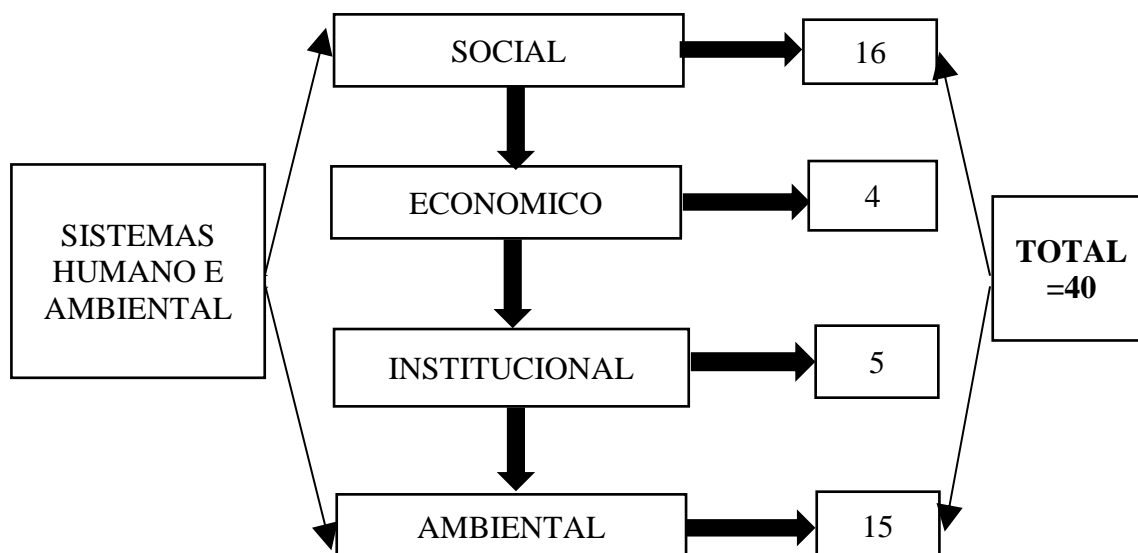 SOCIAL
16
ECONOMICO
4
SISTEMAS
HUMANO E
AMBIENTAL
TOTAL
=40
INSTITUCIONAL
5
AMBIENTAL
15